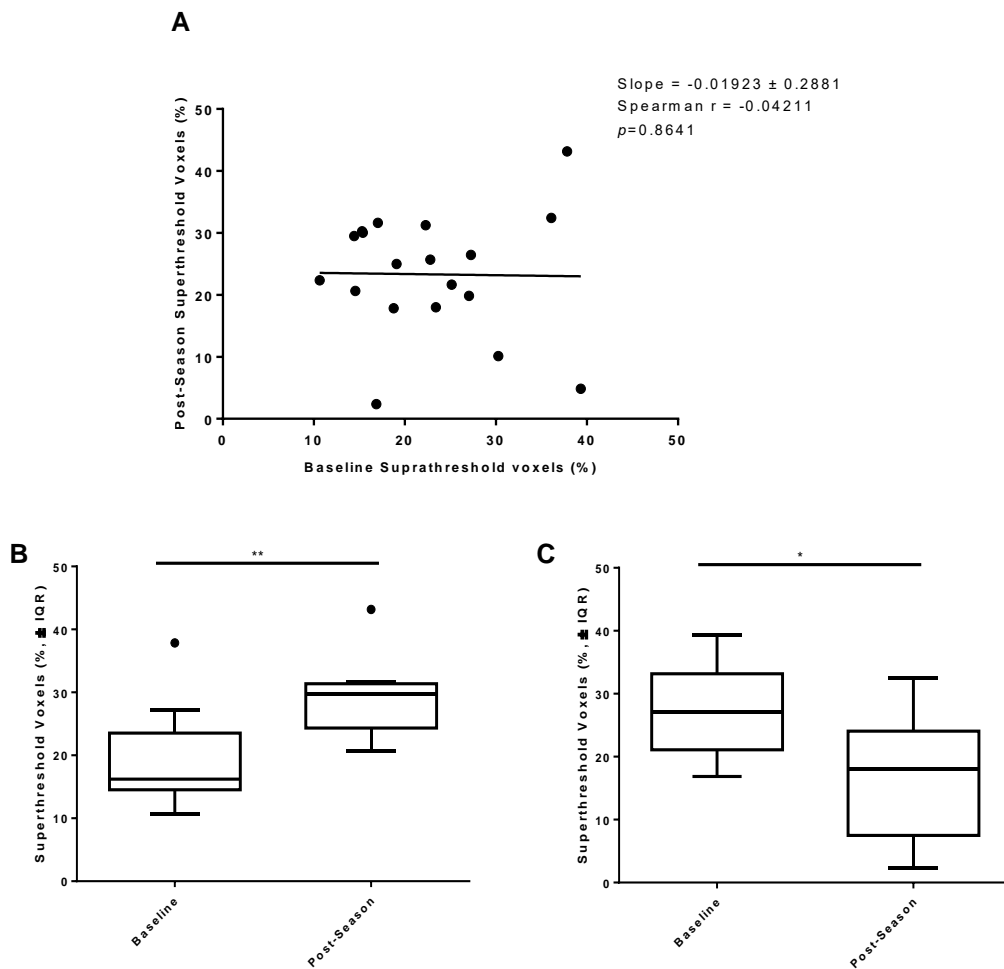 A
Slope = -0.01923 ± 0.2881
Spearman r = -0.04211
p=0.8641
Post-Season Superthreshold Voxels (%)
50
40
30
20
10
0
0 10 20 30 40 50
Baseline Suprathreshold voxels (%)
B
**
Superthreshold Voxels (%, ± IQR)
50
40
30
20
10
0
Baseline
Post-Season
C
*
Superthreshold Voxels (%, ± IQR)
50
40
30
20
10
0
Baseline
Post-Season